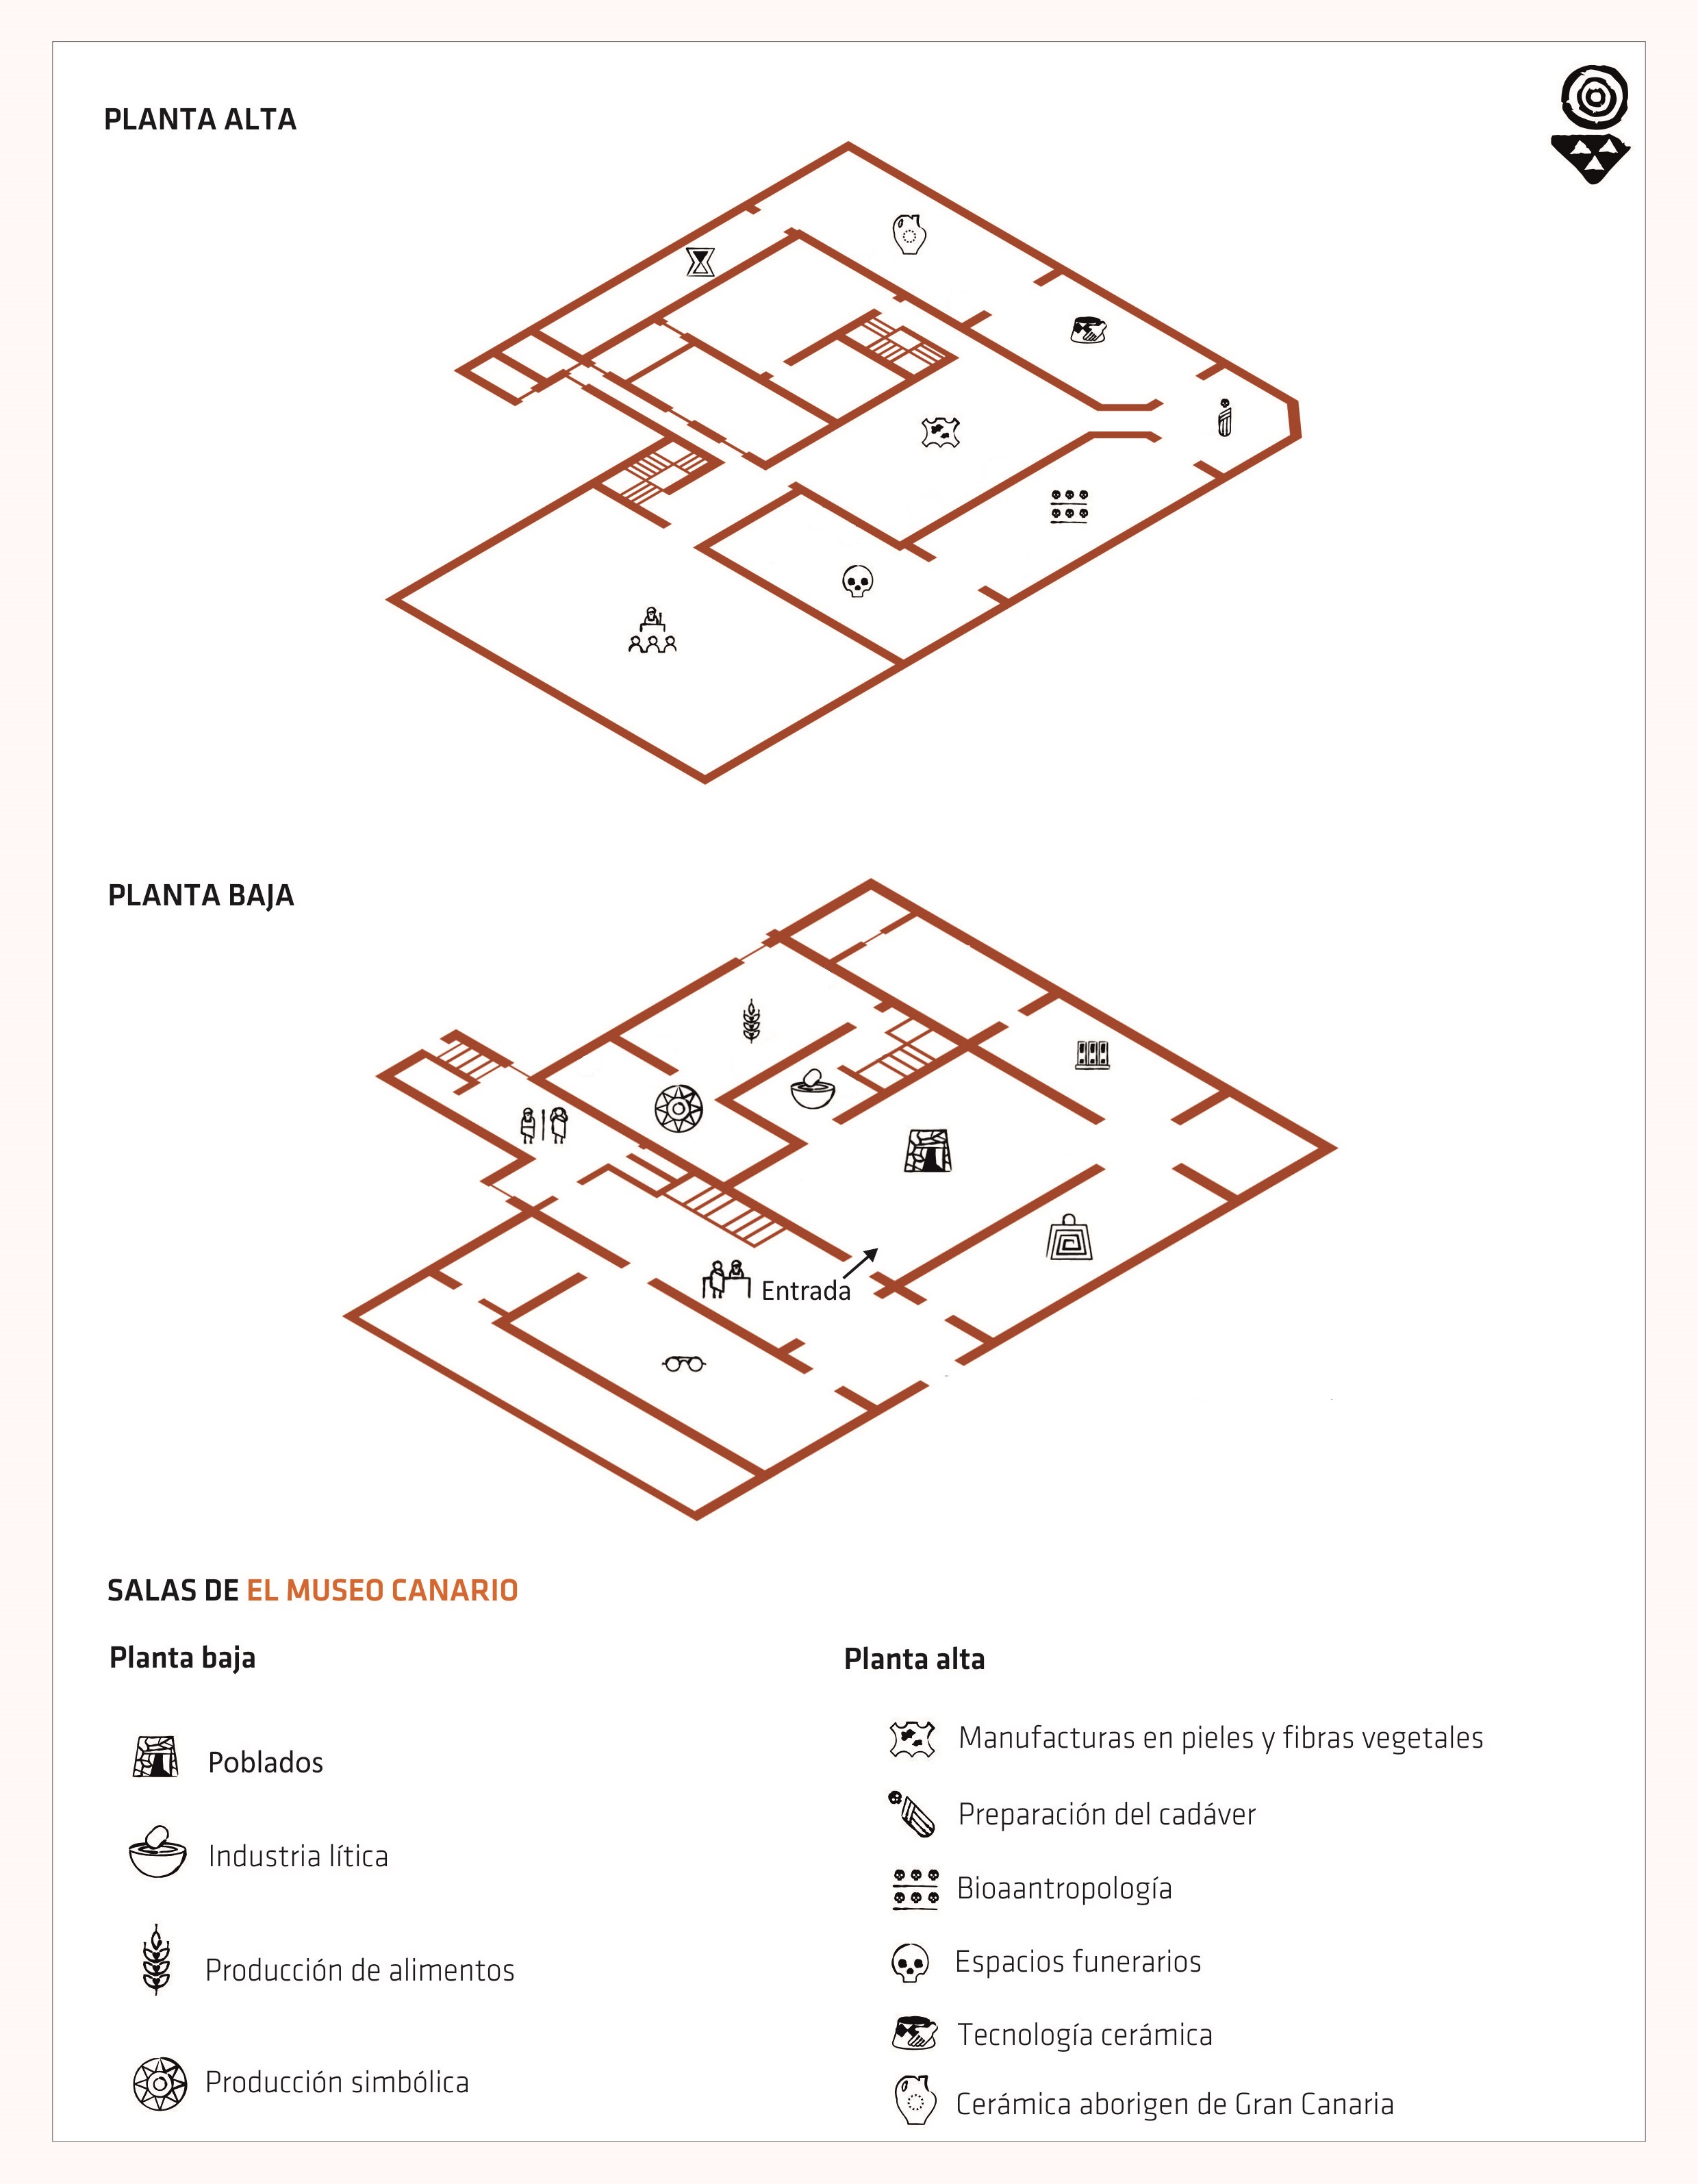 PLANTA ALTA
PLANTA BAJA
Entrada
SALAS DE EL MUSEO CANARIO
Planta baja
Poblados
Industria lítica
Producción de alimentos
Producción simbólica
Planta alta
Manufacturas en pieles y fibras vegetales
Preparación del cadáver
Bioaantropología
Espacios funerarios
Tecnología cerámica
Cerámica aborigen de Gran Canaria